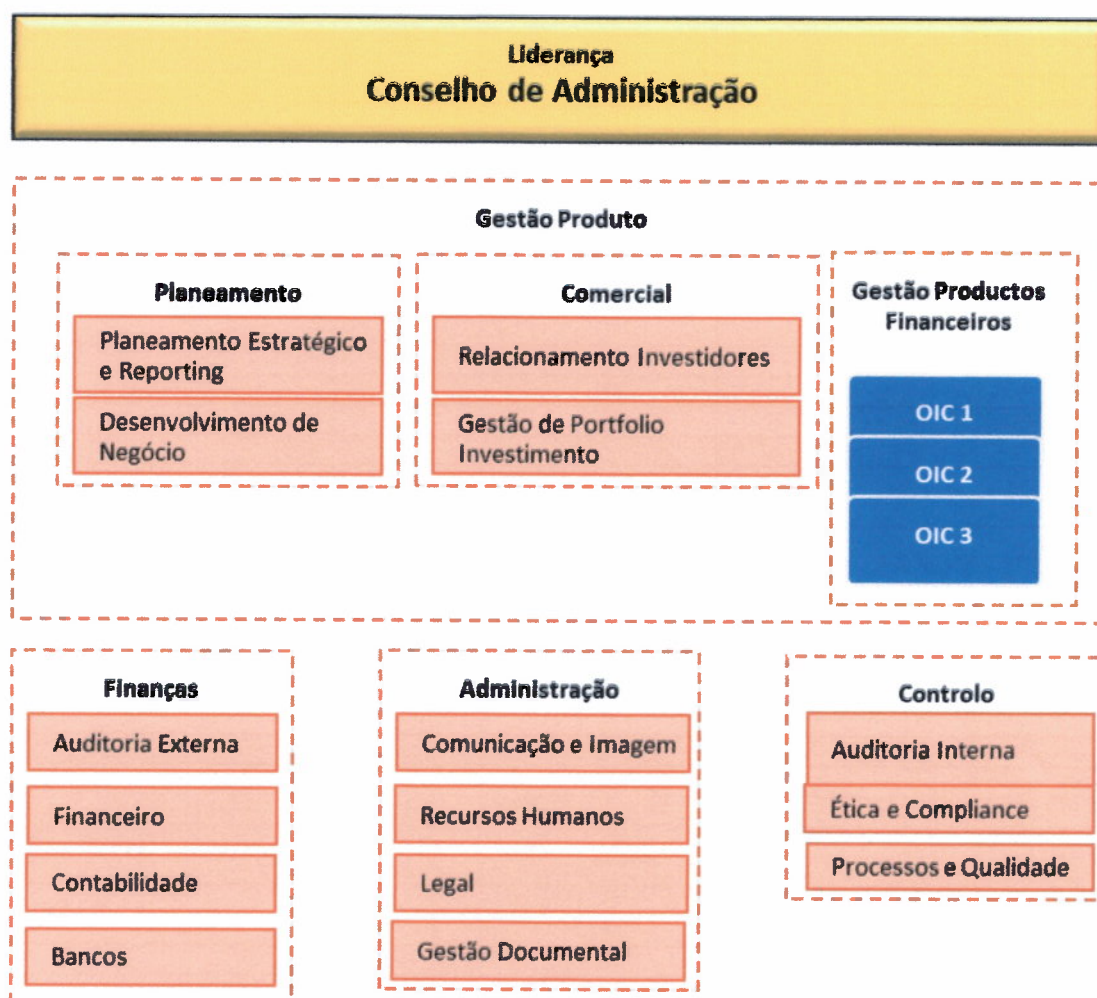 Liderança
Conselho de Administração
Gestão Produto
Planeamento
Planeamento Estratégico
e Reporting
Desenvolvimento de
Negócio
Comercial
Relacionamento Investidores
Gestão de Portfolio
Investimento
Gestão Productos
Financeiros
OIC 1
OIC 2
OIC 3
Finanças
Auditoria Externa
Financeiro
Contabilidade
Bancos
Administração
Comunicação e Imagem
Recursos Humanos
Legal
Gestão Documental
Controlo
Auditoria Interna
Ética e Compliance
Processos e Qualidade